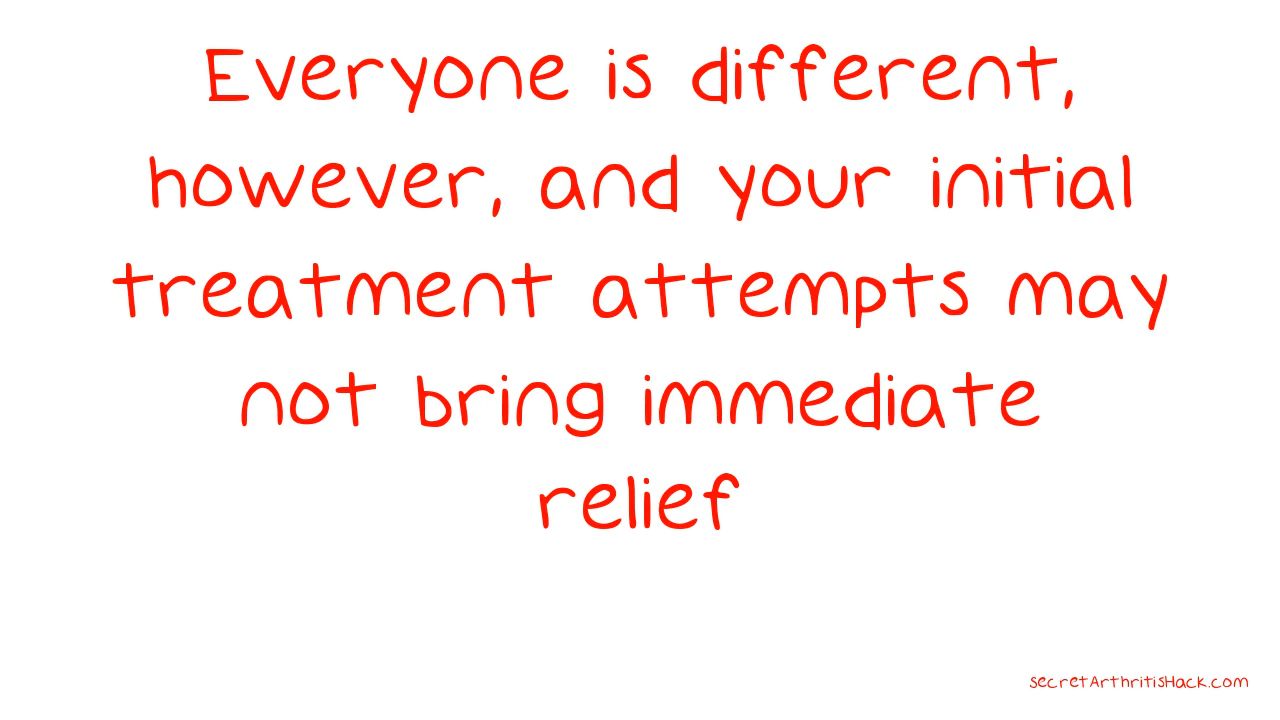 Everyone is different,
however, and your initial
treatment attempts may
not bring immediate
relief
secretArthritisHack.com